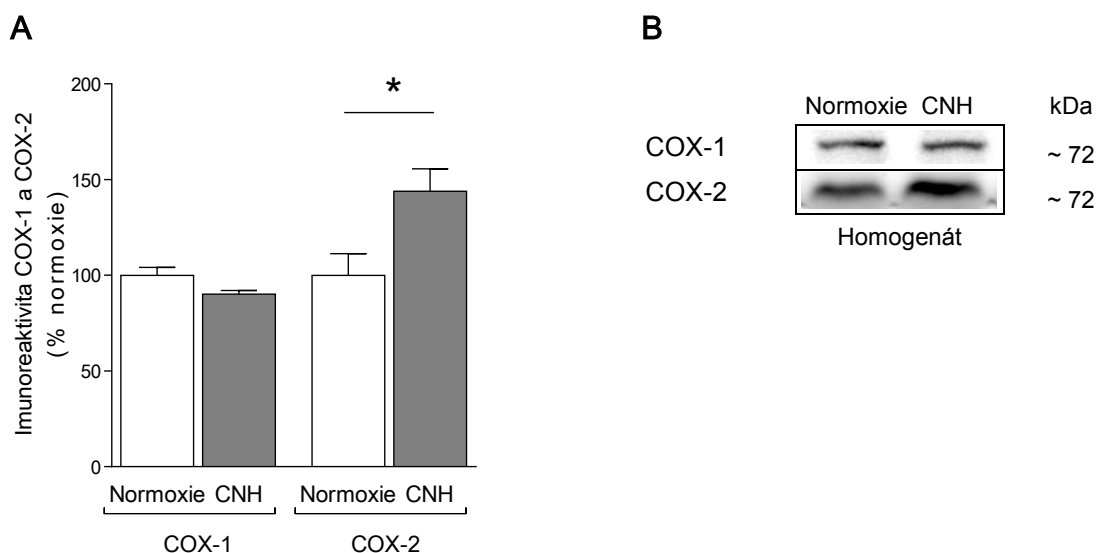 A
Imunoreaktivita COX-1 a COX-2
(% normoxie)
200
150
100
50
0
*
Normoxie CNH Normoxie CNH
COX-1 COX-2
B
Normoxie CNH kDa
COX-1 ~ 72
COX-2 ~ 72
Homogenát